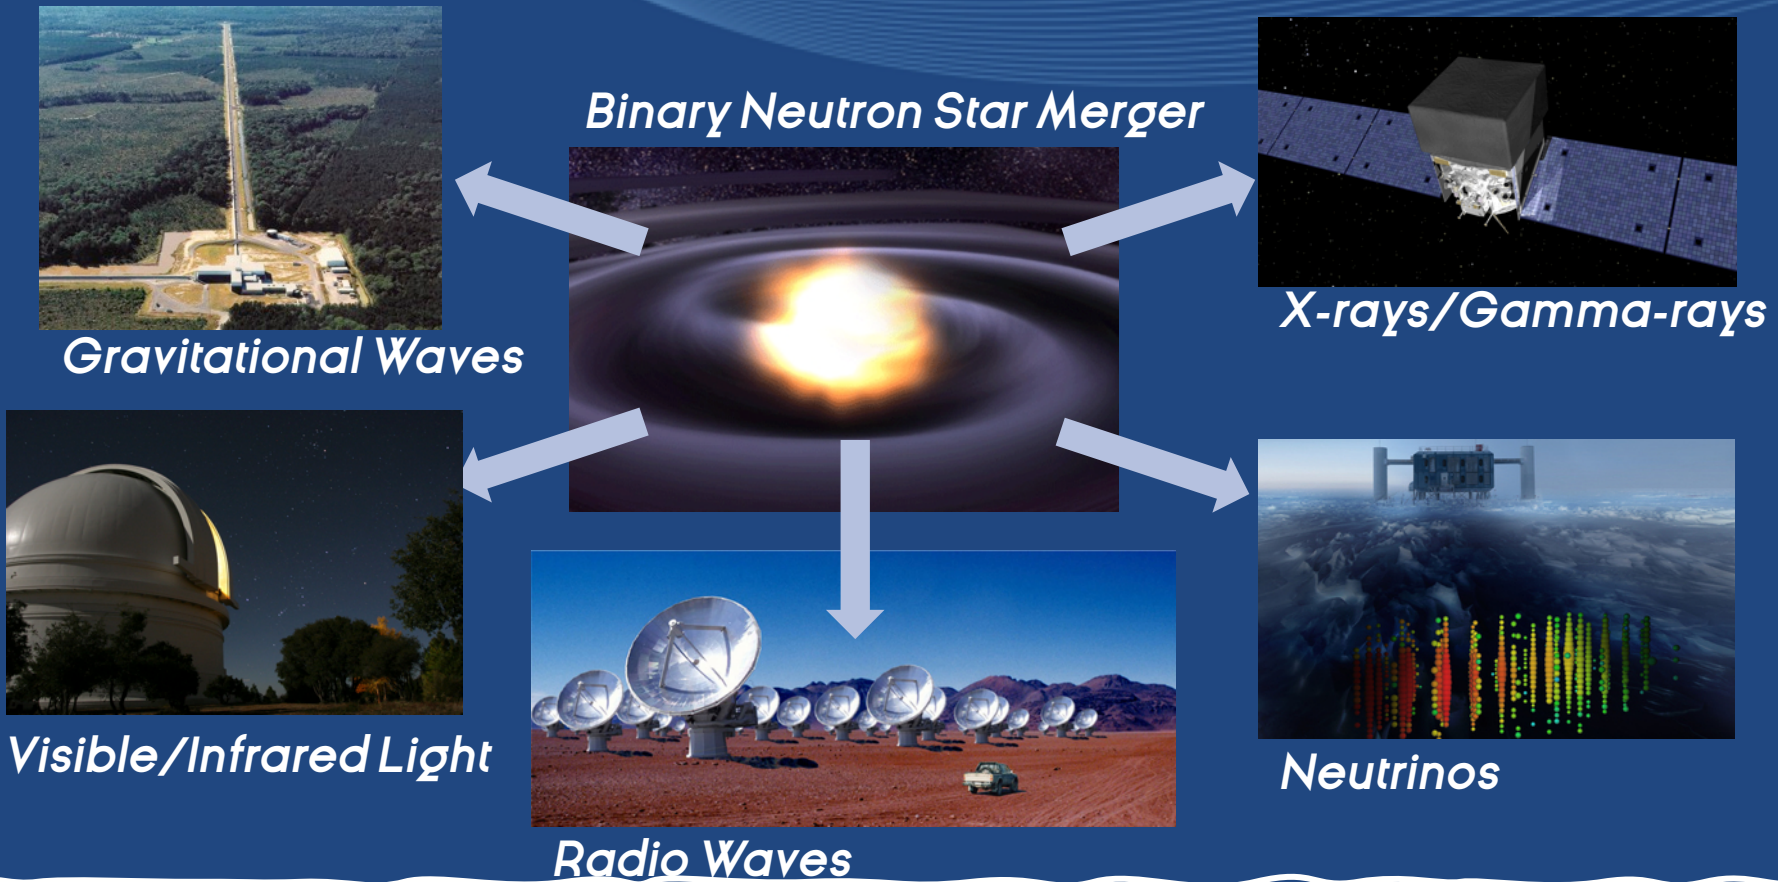 Binary Neutron Star Merger
Gravitational Waves
X-rays/Gamma-rays
Visible/Infrared Light
Neutrinos
Radio Waves